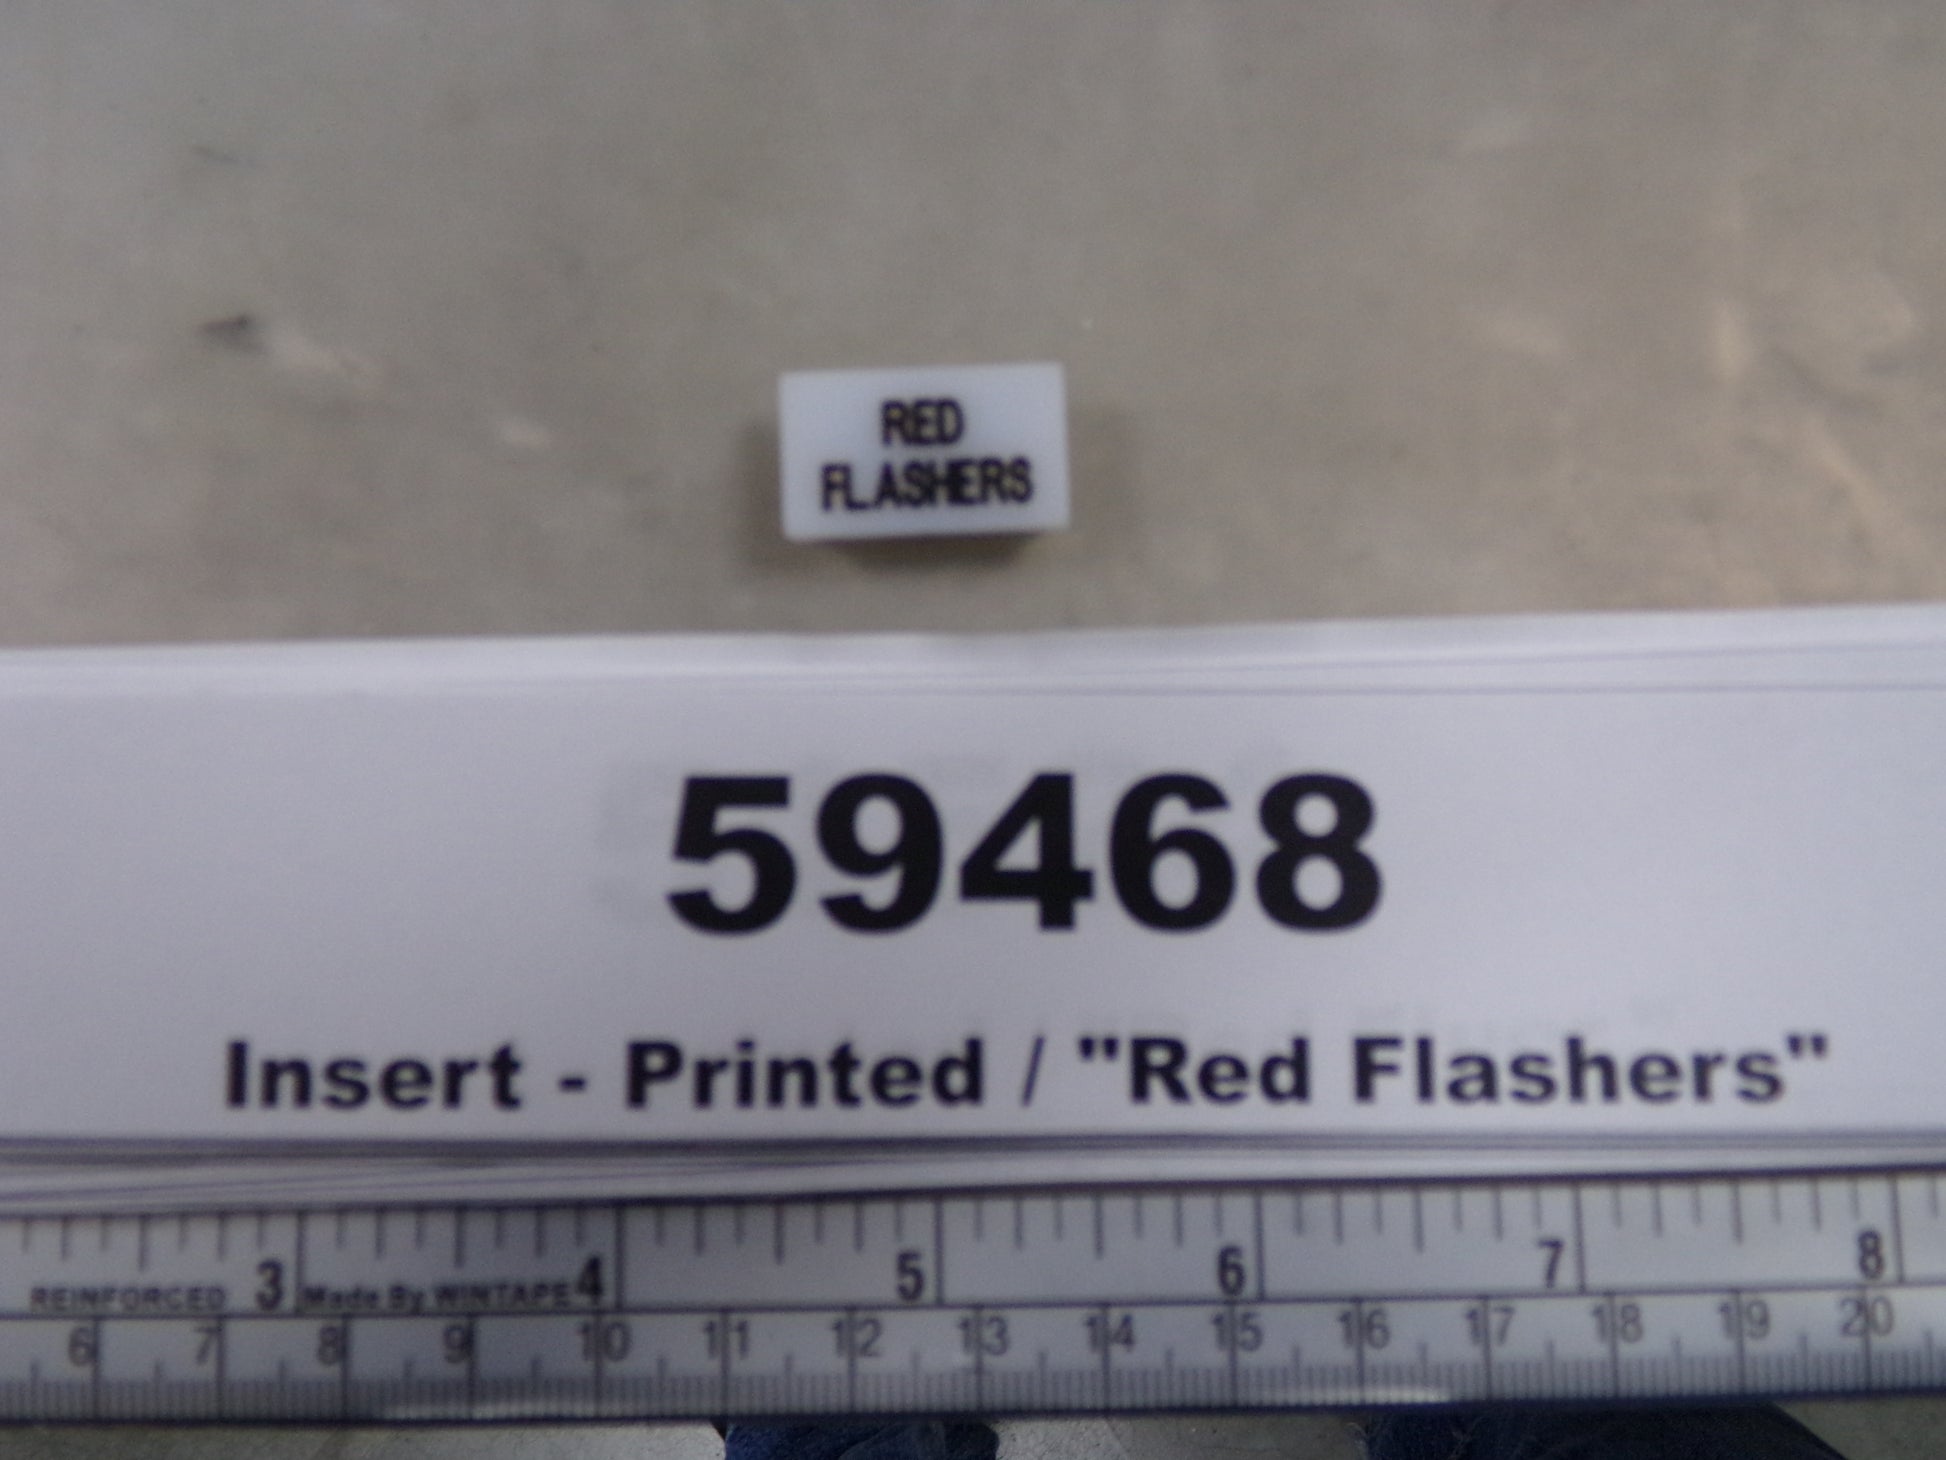 RED
FLASHERS
59468
Insert - Printed / "Red Flashers"
3 4 5 6 7 8
REINFORCED Made By WINTAPE
6 7 8 9 10 11 12 13 14 15 16 17 18 19 20